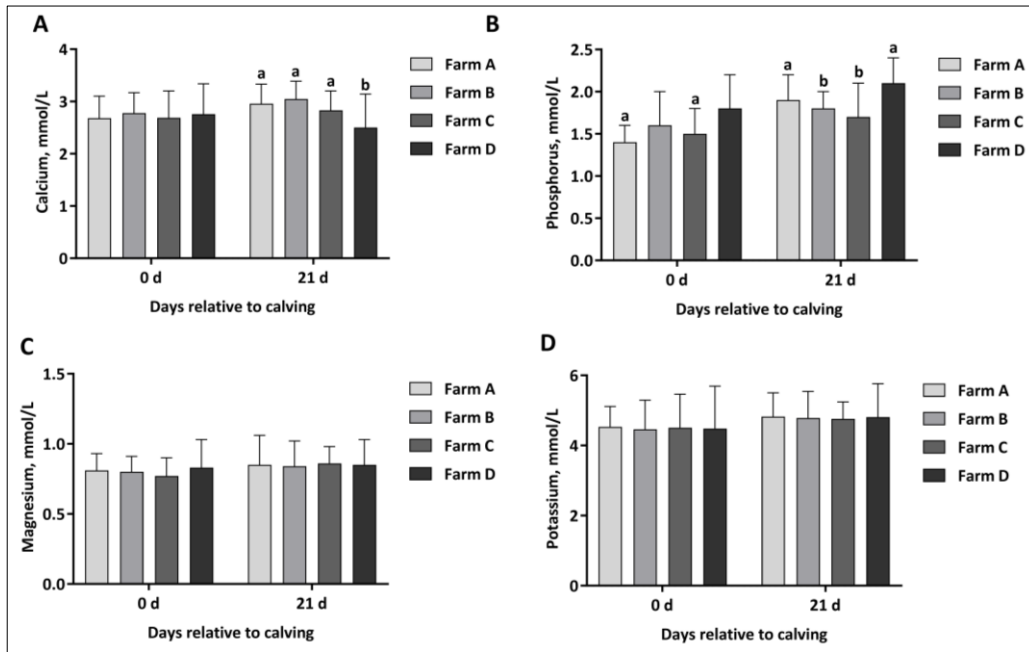 A
Calcium, mmol/L
4
3
2
1
0
a a a b
0 d 21 d
Days relative to calving
Farm A
Farm B
Farm C
Farm D
B
Phosphorus, mmol/L
2.5
2.0
1.5
1.0
0.5
0.0
a a a b b a
0 d 21 d
Days relative to calving
Farm A
Farm B
Farm C
Farm D
C
Magnesium, mmol/L
1.5
1.0
0.5
0.0
0 d 21 d
Days relative to calving
Farm A
Farm B
Farm C
Farm D
D
Potassium, mmol/L
6
4
2
0
0 d 21 d
Days relative to calving
Farm A
Farm B
Farm C
Farm D